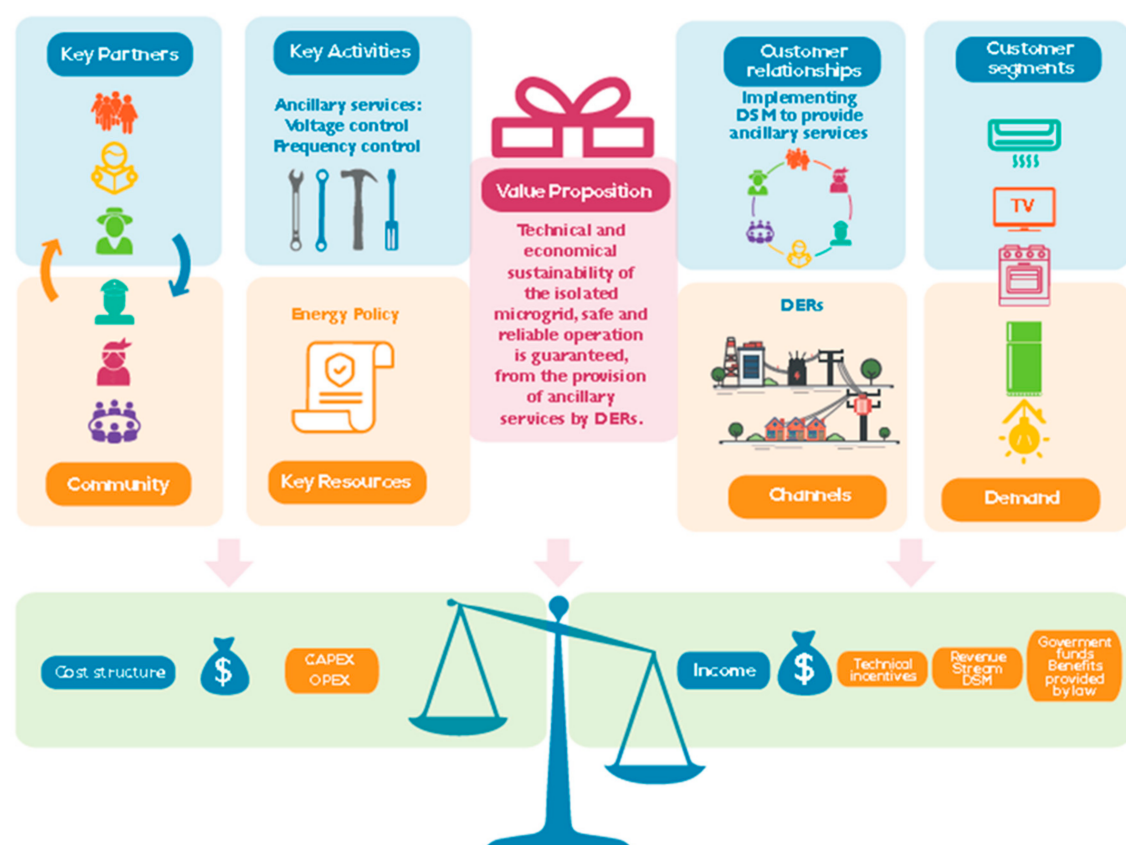 Key Partners
Community
Key Activities
Ancillary services:
Voltage control
Frequency control
Energy Policy
Key Resources
Value Proposition
Technical and
economical
sustainability of
the isolated
microgrid, safe and
reliable operation
is guaranteed,
from the provision
of ancillary
services by DERs.
Customer
relationships
Implementing
DSM to provide
ancillary services
DERs
Channels
Customer
segments
TV
Demand
Cost structure
$
CAPEX
OPEX
Income
$
Technical
incentives
Revenue
Stream
DSM
Goverment
funds
Benefits
provided
by law